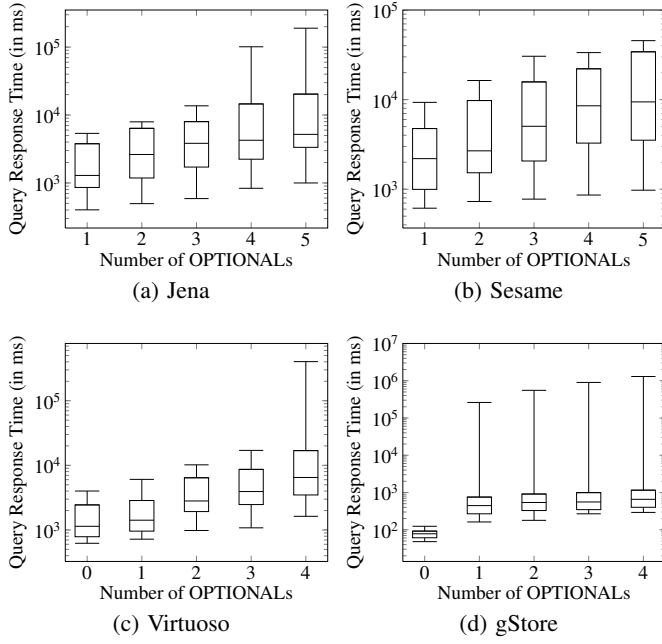 10^5
10^4
10^3
Query Response Time (in ms)
1 2 3 4 5
Number of OPTIONALs
(a) Jena
10^5
10^4
10^3
Query Response Time (in ms)
1 2 3 4 5
Number of OPTIONALs
(b) Sesame
10^5
10^4
10^3
Query Response Time (in ms)
0 1 2 3 4
Number of OPTIONALs
(c) Virtuoso
10^7
10^6
10^5
10^4
10^3
10^2
Query Response Time (in ms)
0 1 2 3 4
Number of OPTIONALs
(d) gStore